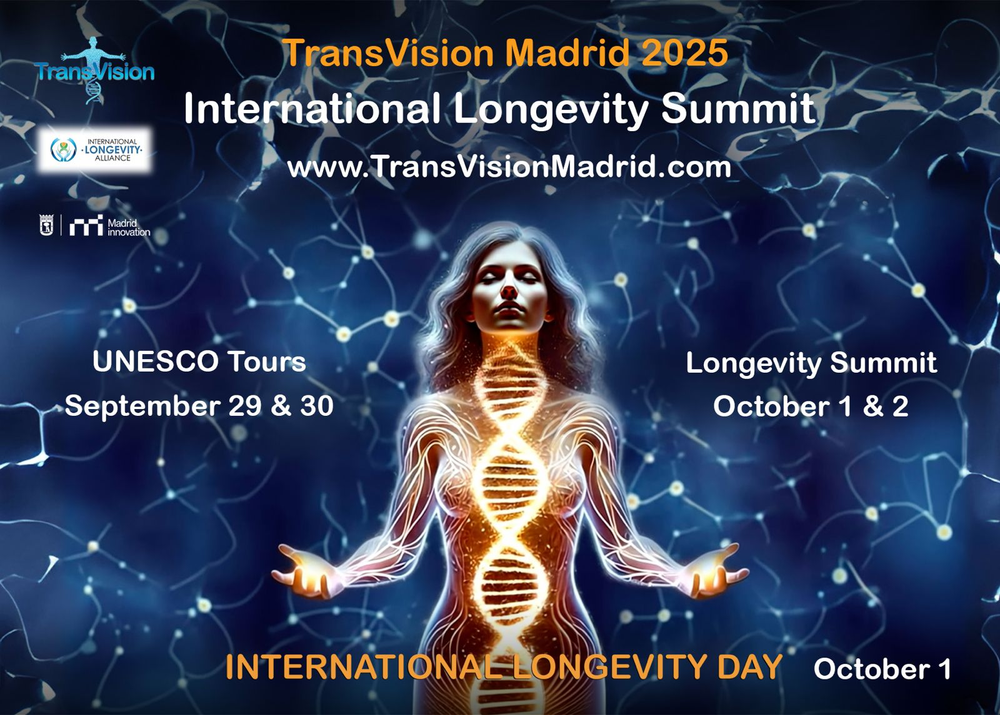 TransVision Madrid 2025
TransVision
International Longevity Summit
INTERNATIONAL
·LONGEVITY·
ALLIANCE
www.TransVisionMadrid.com
Madrid
innovation
UNESCO Tours
September 29 & 30
Longevity Summit
October 1 & 2
INTERNATIONAL LONGEVITY DAY
October 1